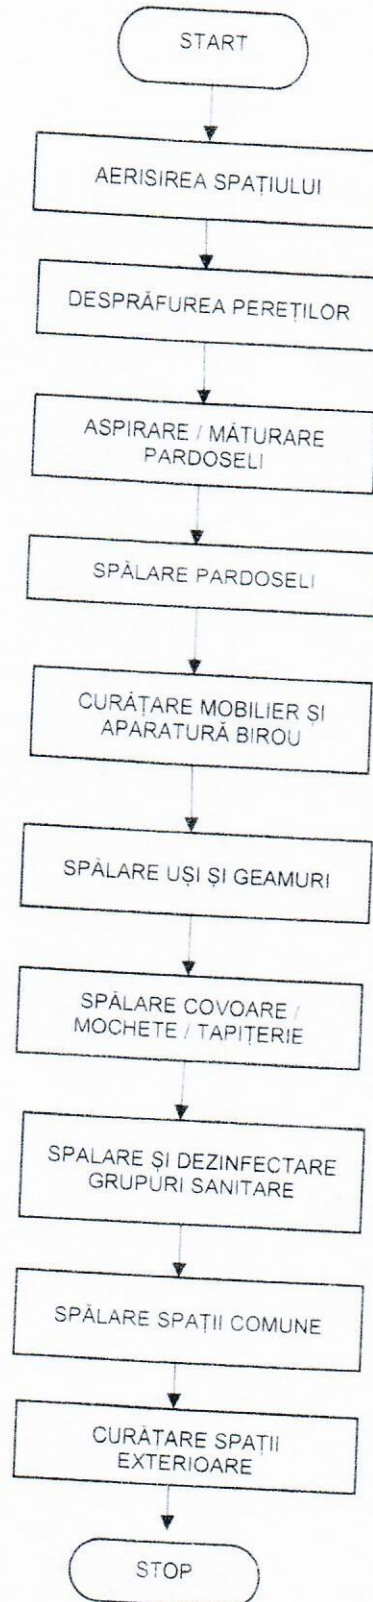 START
AERISIREA SPAȚIULUI
DESPRĂFUREA PEREȚILOR
ASPIRARE / MĂTURARE
PARDOSELI
SPĂLARE PARDOSELI
CURĂȚARE MOBILIER ȘI
APARATURĂ BIROU
SPĂLARE UȘI ȘI GEAMURI
SPĂLARE COVOARE /
MOCHETE / TAPIȚERIE
SPALARE ȘI DEZINFECTARE
GRUPURI SANITARE
SPĂLARE SPAȚII COMUNE
CURĂTARE SPAȚII
EXTERIOARE
STOP